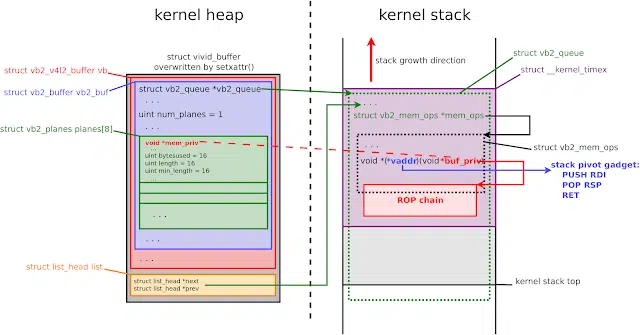 kernel heap
kernel stack
struct vivid_buffer
overwritten by setxattr()
stack growth direction
struct vb2_queue
struct __kernel_timex
struct vb2_v4l2_buffer vb
struct vb2_buffer vb2_buf
struct vb2_queue *vb2_queue
. . .
uint num_planes = 1
. . .
struct vb2_planes planes[8]
void *mem_priv
...
uint bytesused = 16
uint length = 16
uint min_length = 16
...
. . .
. . .
. . .
struct list_head list
struct list_head *next
struct list_head *prev
. . .
struct vb2_mem_ops *mem_ops
struct vb2_mem_ops
. . .
void *(*vaddr)(void *buf_priv)
stack pivot gadget:
PUSH RDI
POP RSP
RET
ROP chain
kernel stack top